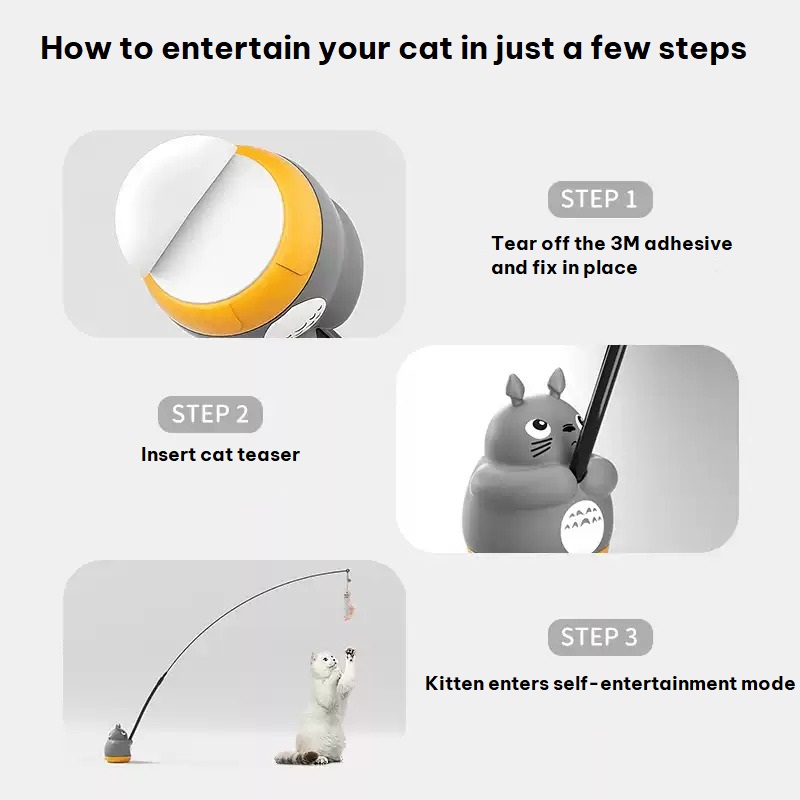 How to entertain your cat in just a few steps
STEP 1
Tear off the 3M adhesive
and fix in place
STEP 2
Insert cat teaser
STEP 3
Kitten enters self-entertainment mode